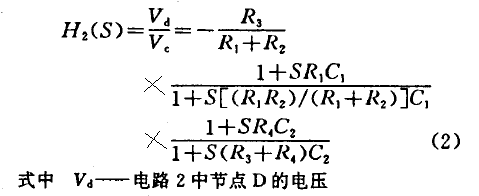 H₂(S)=V_d/V_c=-R₃/(R₁+R₂)
×(1+SR₁C₁)/(1+S[(R₁R₂)/(R₁+R₂)]C₁)
×(1+SR₄C₂)/(1+S(R₃+R₄)C₂) (2)
式中 V_d——电路2中节点D的电压